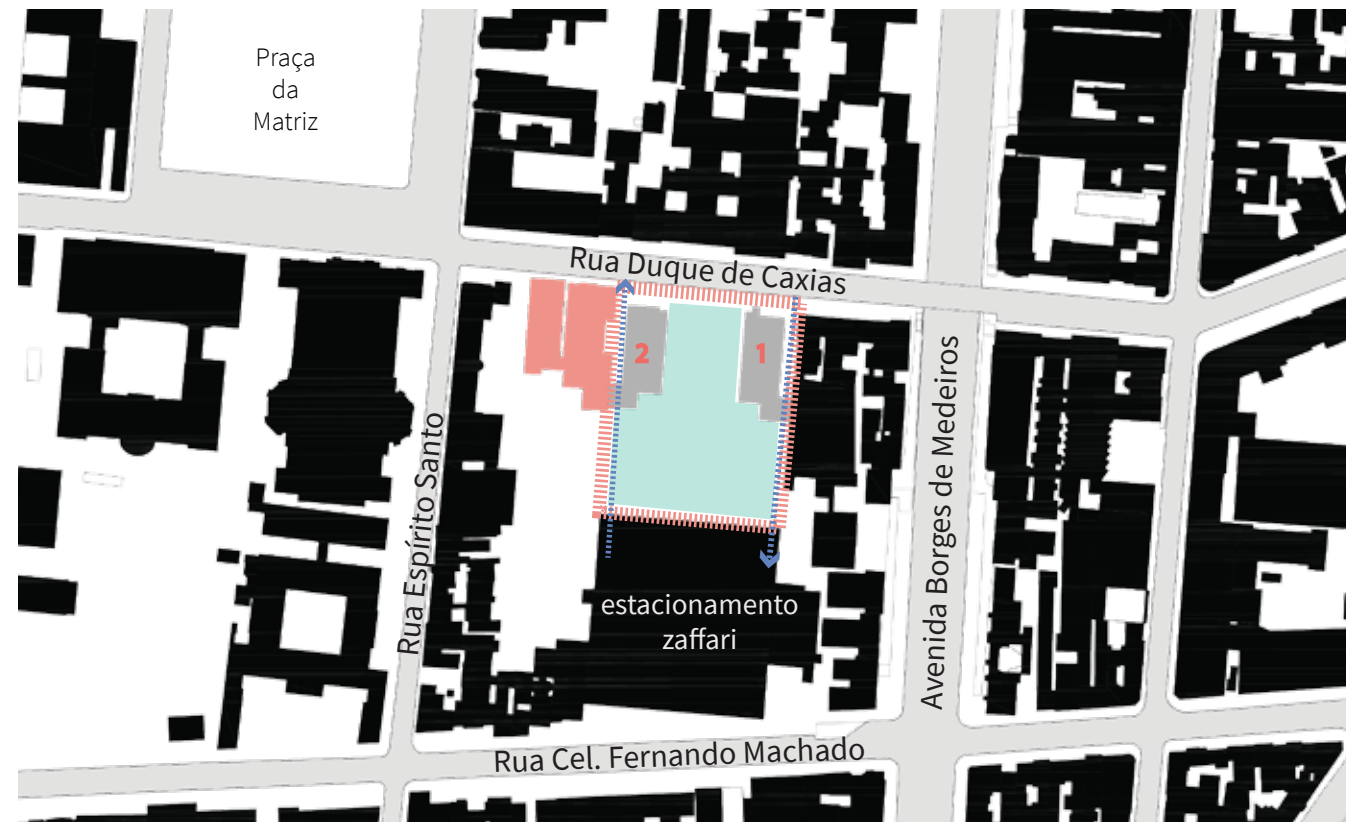 Praça
da
Matriz
Rua Duque de Caxias
2
1
Rua Espírito Santo
Avenida Borges de Medeiros
estacionamento
zaffari
Rua Cel. Fernando Machado